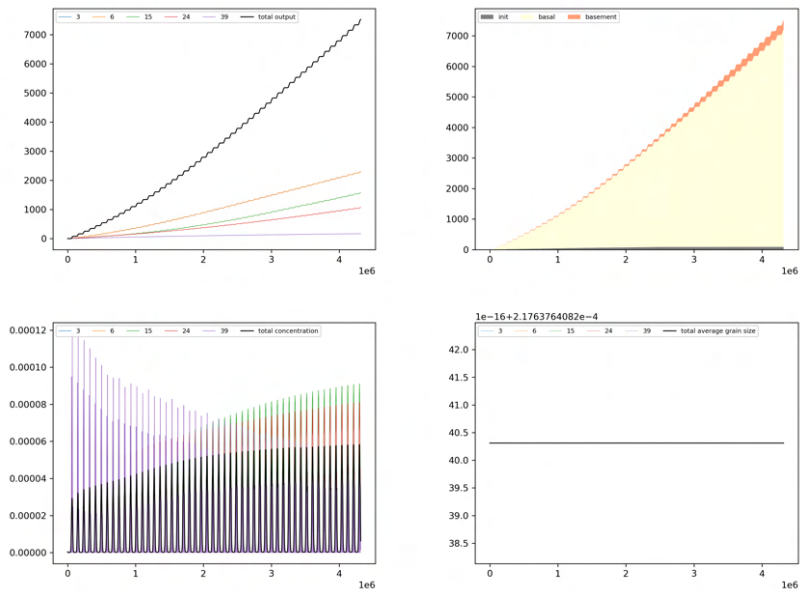 3 6 15 24 39 total output
7000
6000
5000
4000
3000
2000
1000
0
0 1 2 3 4
1e6
init basal basement
7000
6000
5000
4000
3000
2000
1000
0
0 1 2 3 4
1e6
3 6 15 24 39 total concentration
0.00012
0.00010
0.00008
0.00006
0.00004
0.00002
0.00000
0 1 2 3 4
1e6
1e-16+2.1763764082e-4
3 6 15 24 39 total average grain size
42.0
41.5
41.0
40.5
40.0
39.5
39.0
38.5
0 1 2 3 4
1e6